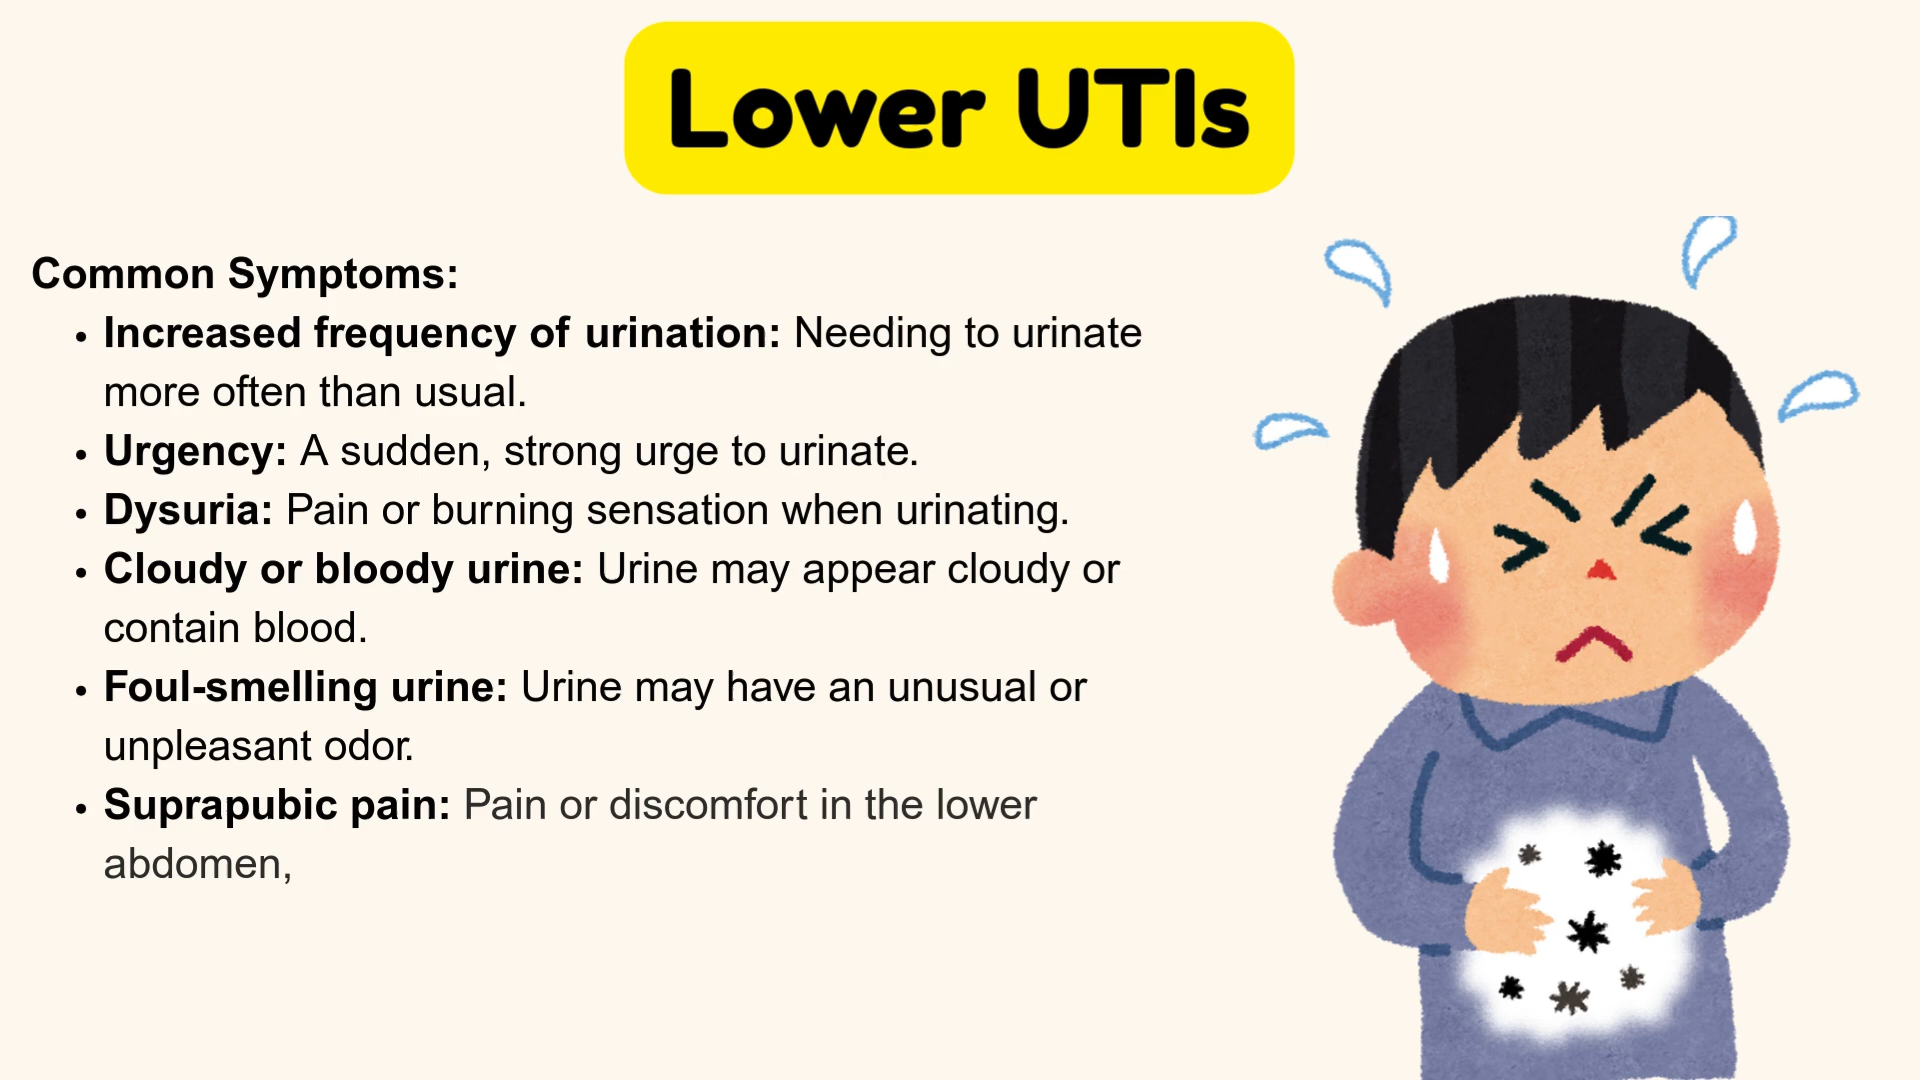 Lower UTIs
Common Symptoms:
• Increased frequency of urination: Needing to urinate
more often than usual.
• Urgency: A sudden, strong urge to urinate.
• Dysuria: Pain or burning sensation when urinating.
• Cloudy or bloody urine: Urine may appear cloudy or
contain blood.
• Foul-smelling urine: Urine may have an unusual or
unpleasant odor.
• Suprapubic pain: Pain or discomfort in the lower
abdomen,